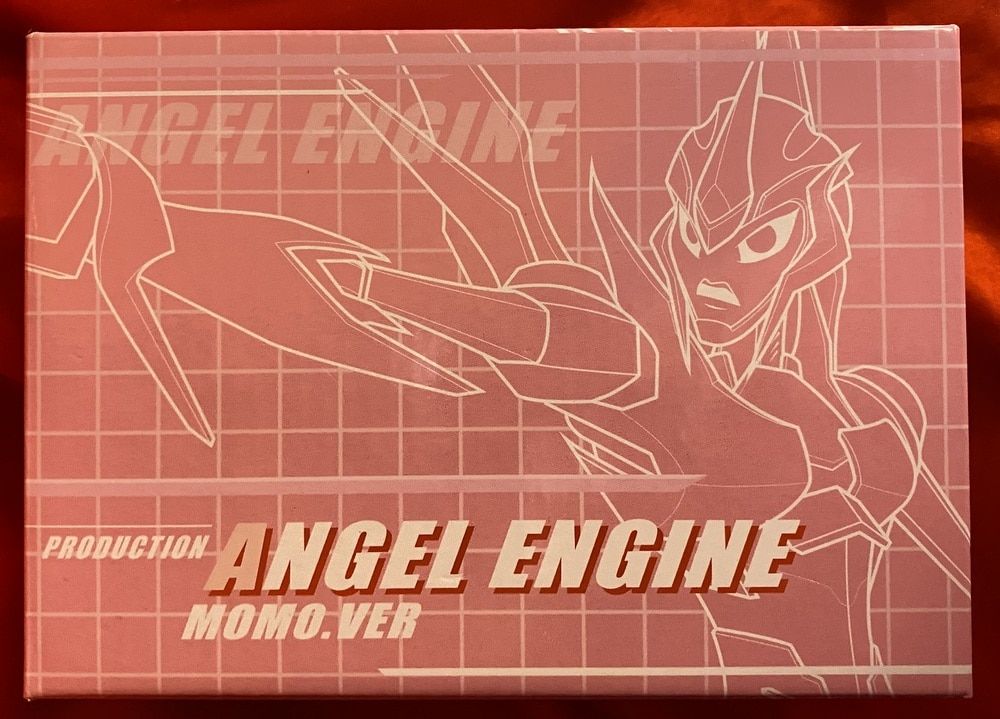 ANGEL ENGINE
PRODUCTION ANGEL ENGINE
MOMO.VER